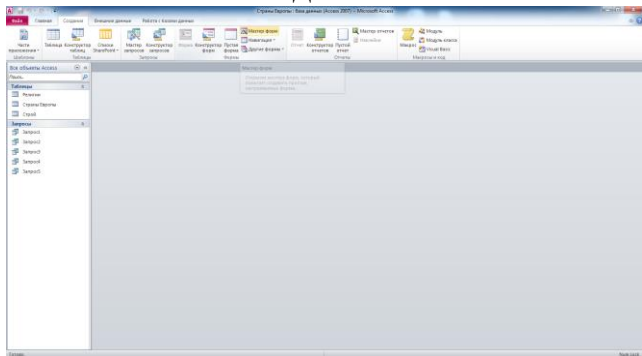 Страны Европы : база данных (Access 2007) - Microsoft Access
Файл Главная Создание Внешние данные Работа с базами данных
Части приложения Таблица Конструктор таблиц Списки SharePoint Мастер запросов Конструктор запросов Форма Конструктор форм Пустая форма Мастер форм Навигация Другие формы Отчет Конструктор отчетов Пустой отчет Мастер отчетов Наклейки Макрос Модуль Модуль класса Visual Basic
Шаблоны Таблицы Запросы Формы Отчеты Макросы и код
Все объекты Access
Поиск...
Таблицы
Религии
Страны Европы
Строй
Запросы
Запрос1
Запрос2
Запрос3
Запрос4
Запрос5
Мастер форм
Готово